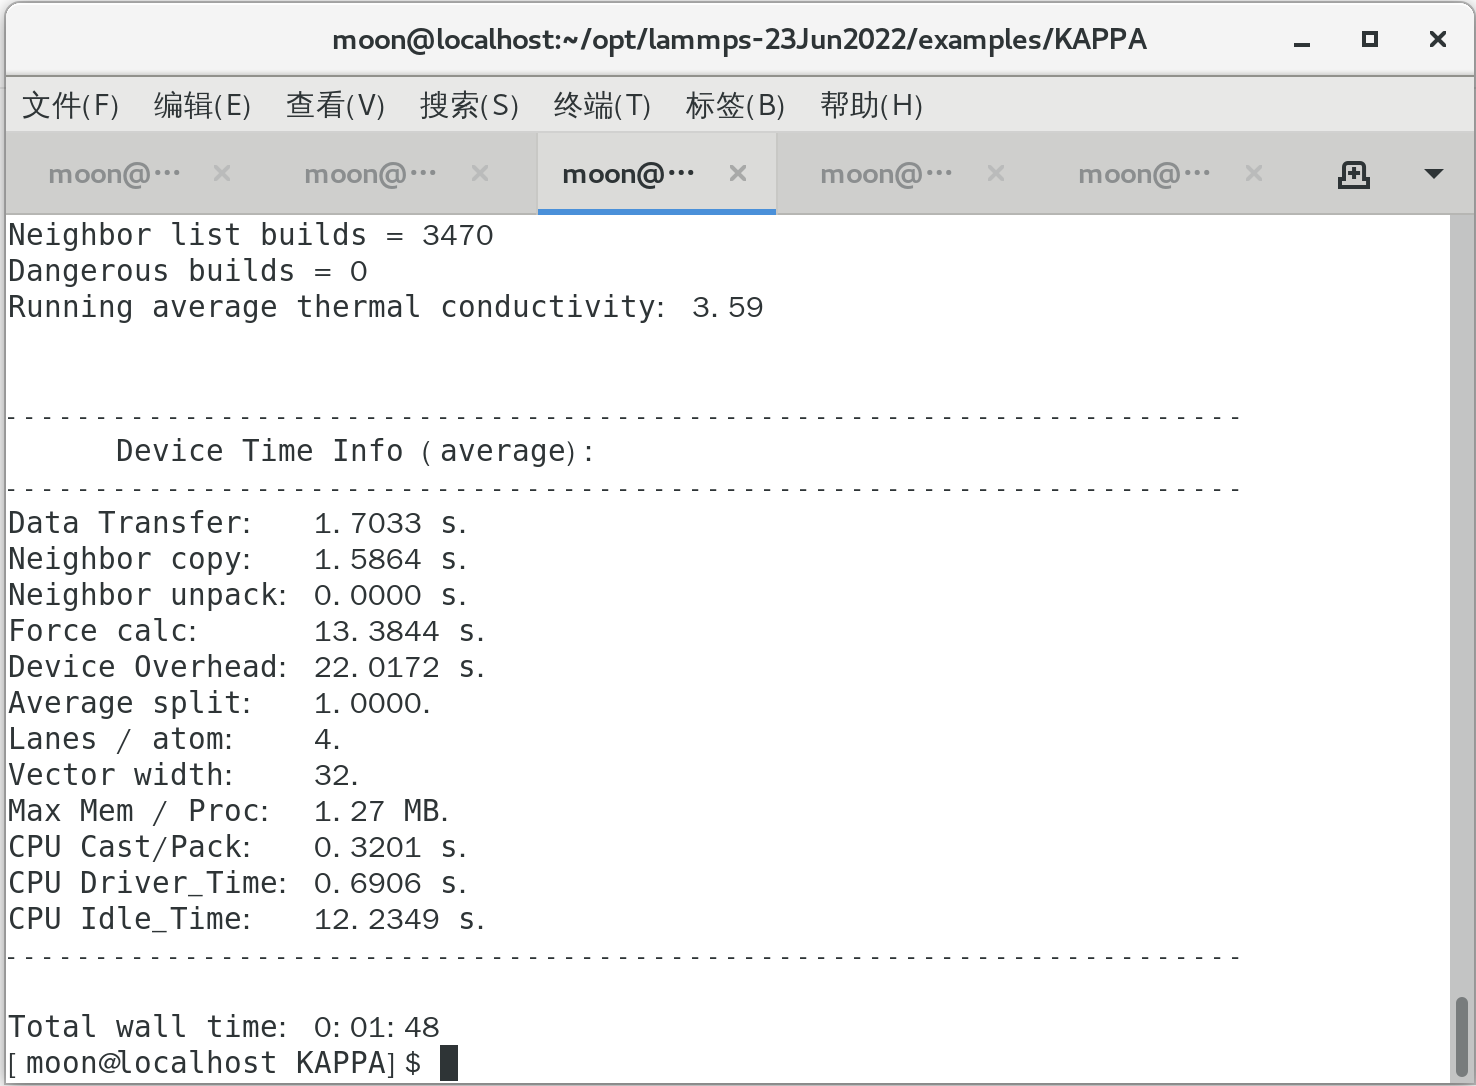 moon@localhost:~/opt/lammps-23Jun2022/examples/KAPPA
文件(F) 编辑(E) 查看(V) 搜索(S) 终端(T) 标签(B) 帮助(H)
moon@··· moon@··· moon@··· moon@··· moon@···
Neighbor list builds = 3470
Dangerous builds = 0
Running average thermal conductivity: 3.59
---------------------------------------------------------------------
Device Time Info (average):
---------------------------------------------------------------------
Data Transfer: 1.7033 s.
Neighbor copy: 1.5864 s.
Neighbor unpack: 0.0000 s.
Force calc: 13.3844 s.
Device Overhead: 22.0172 s.
Average split: 1.0000.
Lanes / atom: 4.
Vector width: 32.
Max Mem / Proc: 1.27 MB.
CPU Cast/Pack: 0.3201 s.
CPU Driver_Time: 0.6906 s.
CPU Idle_Time: 12.2349 s.
---------------------------------------------------------------------
Total wall time: 0:01:48
[moon@localhost KAPPA]$